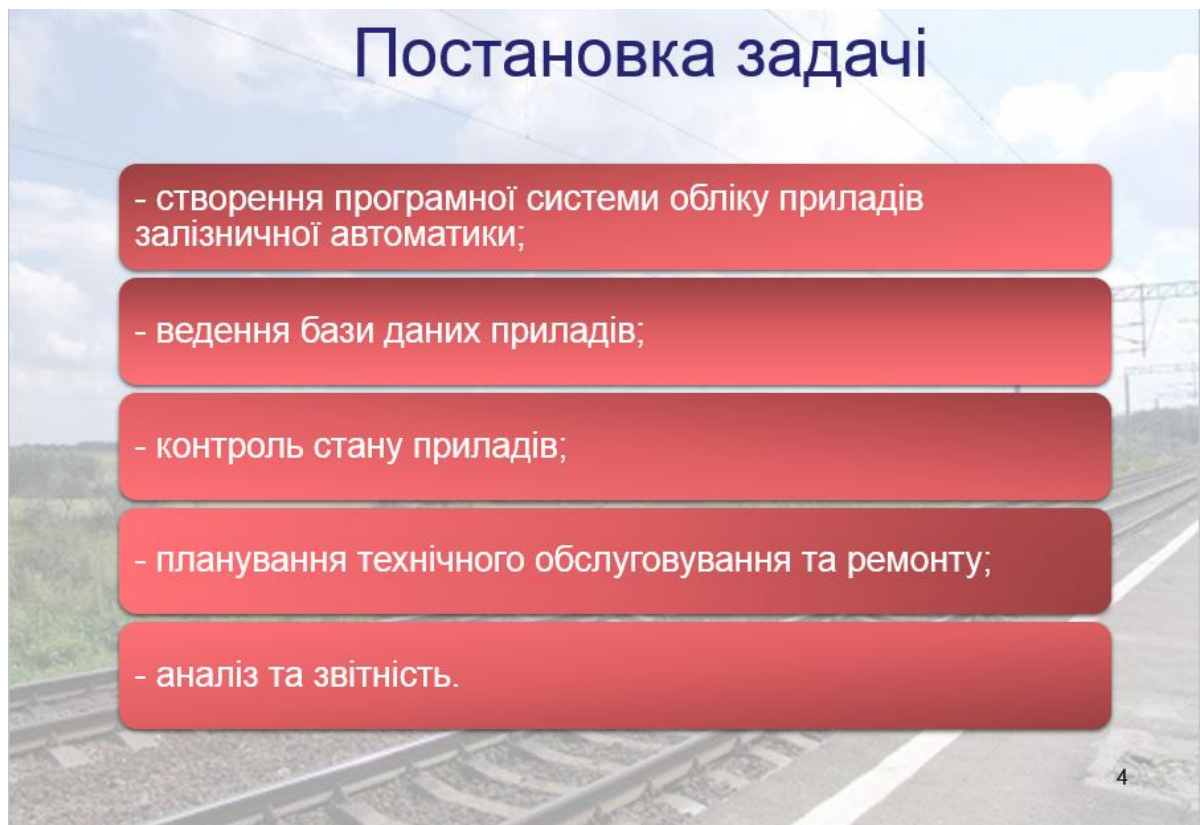 Постановка задачі
- створення програмної системи обліку приладів
залізничної автоматики;
- ведення бази даних приладів;
- контроль стану приладів;
- планування технічного обслуговування та ремонту;
- аналіз та звітність.
4